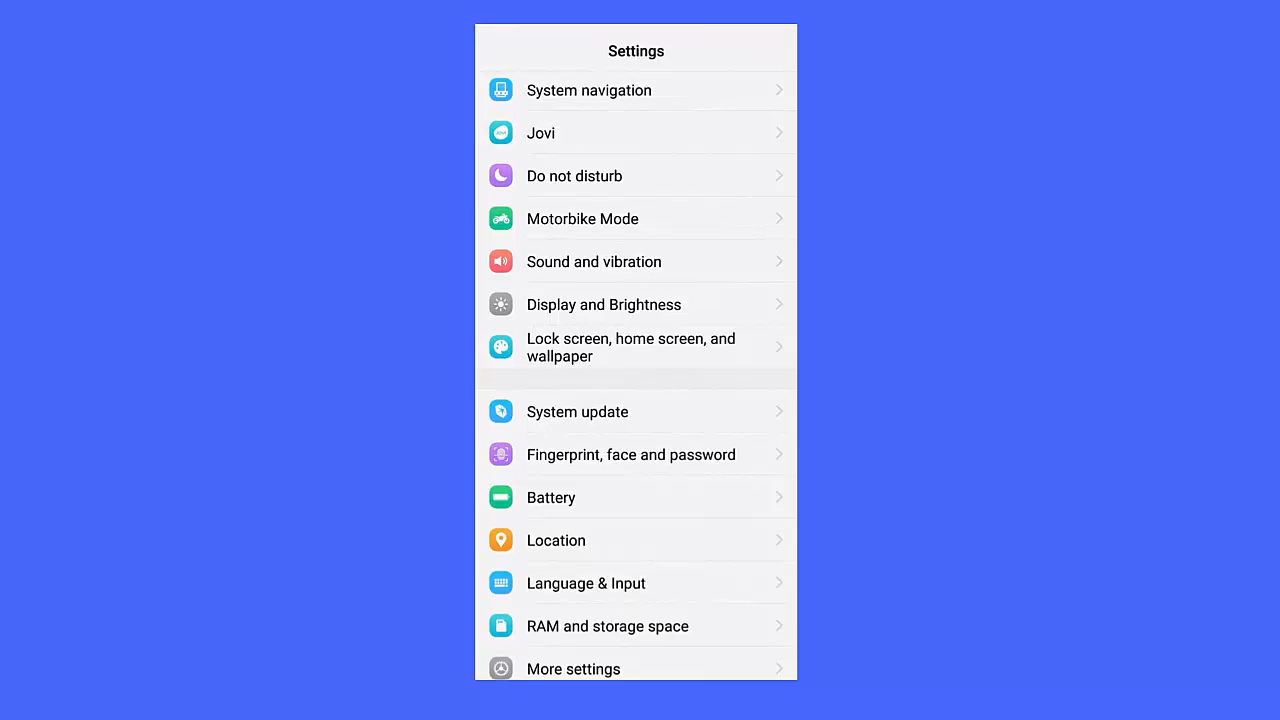 Settings
System navigation
Jovi
Do not disturb
Motorbike Mode
Sound and vibration
Display and Brightness
Lock screen, home screen, and
wallpaper
System update
Fingerprint, face and password
Battery
Location
Language & Input
RAM and storage space
More settings